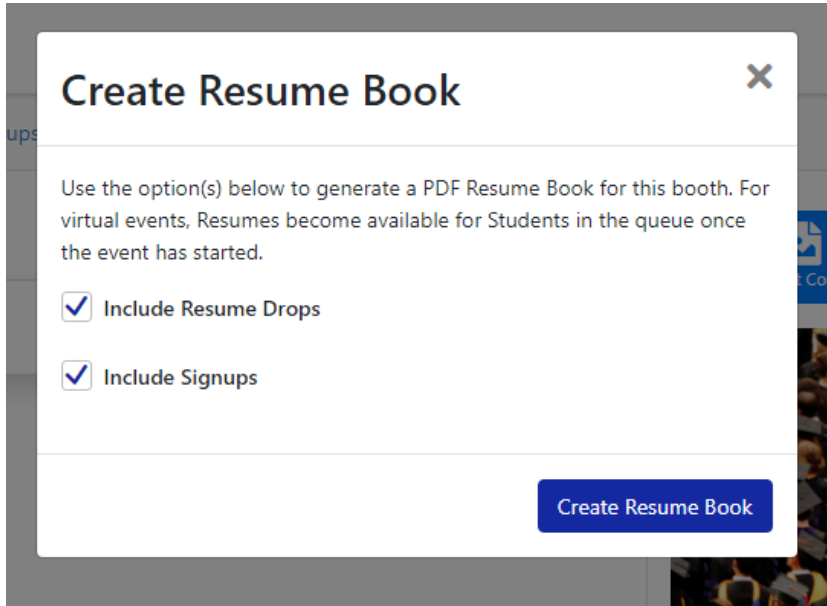 Create Resume Book
ups
Use the option(s) below to generate a PDF Resume Book for this booth. For
virtual events, Resumes become available for Students in the queue once
the event has started.
t Co
Include Resume Drops
Include Signups
Create Resume Book